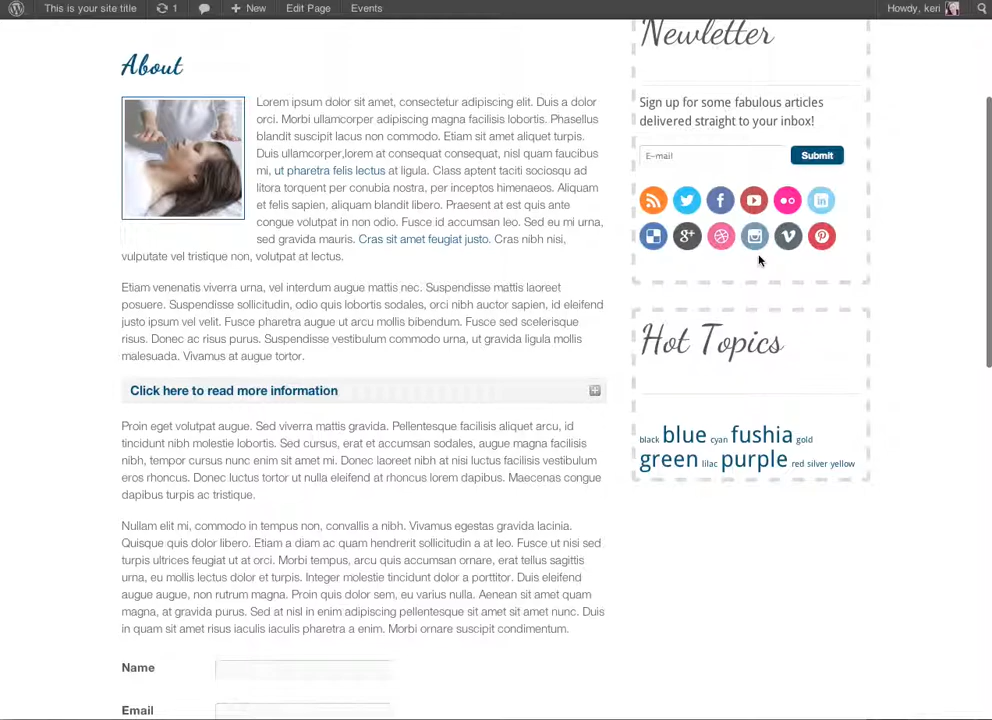 This is your site title 1 New Edit Page Events Howdy, keri
About
Lorem ipsum dolor sit amet, consectetur adipiscing elit. Duis a dolor
orci. Morbi ullamcorper adipiscing magna facilisis lobortis. Phasellus
blandit suscipit lacus non commodo. Etiam sit amet aliquet turpis.
Duis ullamcorper,lorem at consequat consequat, nisl quam faucibus
mi, ut pharetra felis lectus at ligula. Class aptent taciti sociosqu ad
litora torquent per conubia nostra, per inceptos himenaeos. Aliquam
et felis sapien, aliquam blandit libero. Praesent at est quis ante
congue volutpat in non odio. Fusce id accumsan leo. Sed eu mi urna,
sed gravida mauris. Cras sit amet feugiat justo. Cras nibh nisi,
vulputate vel tristique non, volutpat at lectus.
Etiam venenatis viverra urna, vel interdum augue mattis nec. Suspendisse mattis laoreet
posuere. Suspendisse sollicitudin, odio quis lobortis sodales, orci nibh auctor sapien, id eleifend
justo ipsum vel velit. Fusce pharetra augue ut arcu mollis bibendum. Fusce sed scelerisque
risus. Donec ac risus purus. Suspendisse vestibulum commodo urna, ut gravida ligula mollis
malesuada. Vivamus at augue tortor.
Click here to read more information
Proin eget volutpat augue. Sed viverra mattis gravida. Pellentesque facilisis aliquet arcu, id
tincidunt nibh molestie lobortis. Sed cursus, erat et accumsan sodales, augue magna facilisis
nibh, tempor cursus nunc enim sit amet mi. Donec laoreet nibh at nisi luctus facilisis vestibulum
eros rhoncus. Donec luctus tortor ut nulla eleifend at rhoncus lorem dapibus. Maecenas congue
dapibus turpis ac tristique.
Nullam elit mi, commodo in tempus non, convallis a nibh. Vivamus egestas gravida lacinia.
Quisque quis dolor libero. Etiam a diam ac quam hendrerit sollicitudin a at leo. Fusce ut nisi sed
turpis ultrices feugiat ut at orci. Morbi tempus, arcu quis accumsan ornare, erat tellus sagittis
urna, eu mollis lectus dolor et turpis. Integer molestie tincidunt dolor a porttitor. Duis eleifend
augue augue, non rutrum magna. Proin quis dolor sem, eu varius nulla. Aenean sit amet quam
magna, at gravida purus. Sed at nisl in enim adipiscing pellentesque sit amet sit amet nunc. Duis
in quam sit amet risus iaculis iaculis pharetra a enim. Morbi ornare suscipit condimentum.
Name
Email
Newletter
Sign up for some fabulous articles
delivered straight to your inbox!
E-mail Submit
Hot Topics
black blue cyan fushia gold
green lilac purple red silver yellow